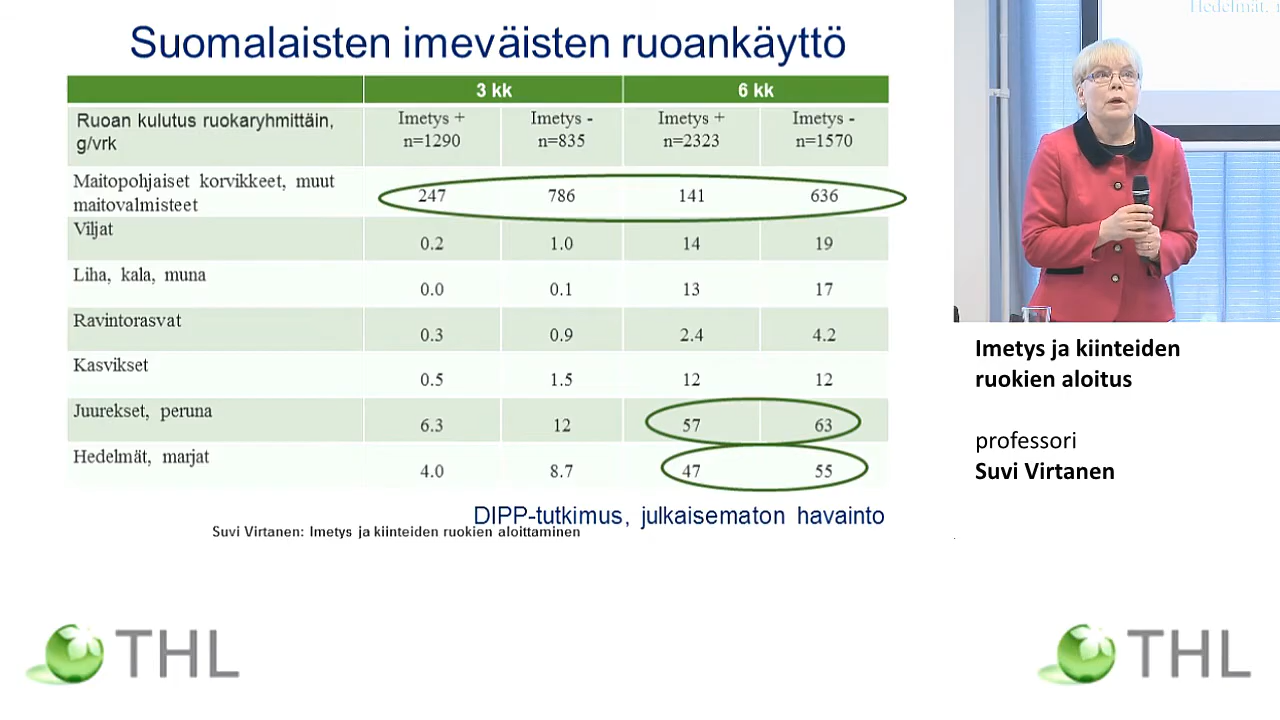 Suomalaisten imeväisten ruoankäyttö
3 kk 6 kk
Ruoan kulutus ruokaryhmittäin, g/vrk
Imetys + n=1290
Imetys - n=835
Imetys + n=2323
Imetys - n=1570
Maitopohjaiset korvikkeet, muut maitovalmisteet 247 786 141 636
Viljat 0.2 1.0 14 19
Liha, kala, muna 0.0 0.1 13 17
Ravintorasvat 0.3 0.9 2.4 4.2
Kasvikset 0.5 1.5 12 12
Juurekset, peruna 6.3 12 57 63
Hedelmät, marjat 4.0 8.7 47 55
DIPP-tutkimus, julkaisematon havainto
Suvi Virtanen: Imetys ja kiinteiden ruokien aloittaminen
Hedelmät,
Imetys ja kiinteiden
ruokien aloitus
professori
Suvi Virtanen
THL
THL